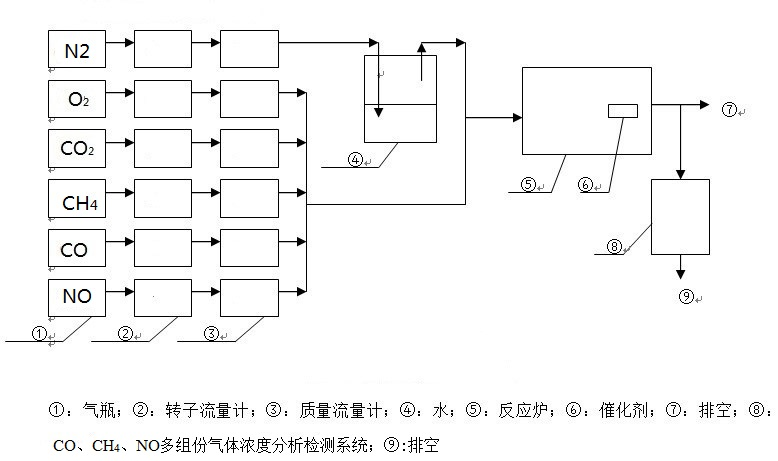 N2
O2
④
⑦
CO2
⑤
⑥
CH4
⑧
CO
⑨
NO
①
②
③
①：气瓶；②：转子流量计；③：质量流量计；④：水；⑤：反应炉；⑥：催化剂；⑦：排空；⑧：
CO、CH4、NO多组份气体浓度分析检测系统；⑨:排空